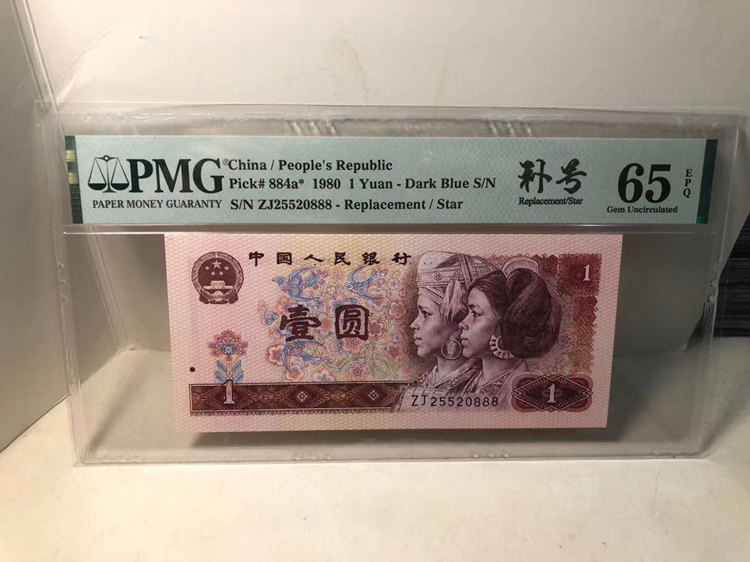 PMG
PAPER MONEY GUARANTY
China / People's Republic
Pick# 884a* 1980 1 Yuan - Dark Blue S/N
S/N ZJ25520888 - Replacement / Star
补号
Replacement/Star
65
EPQ
Gem Uncirculated
中国人民银行
1
壹圆
1
ZJ25520888
1